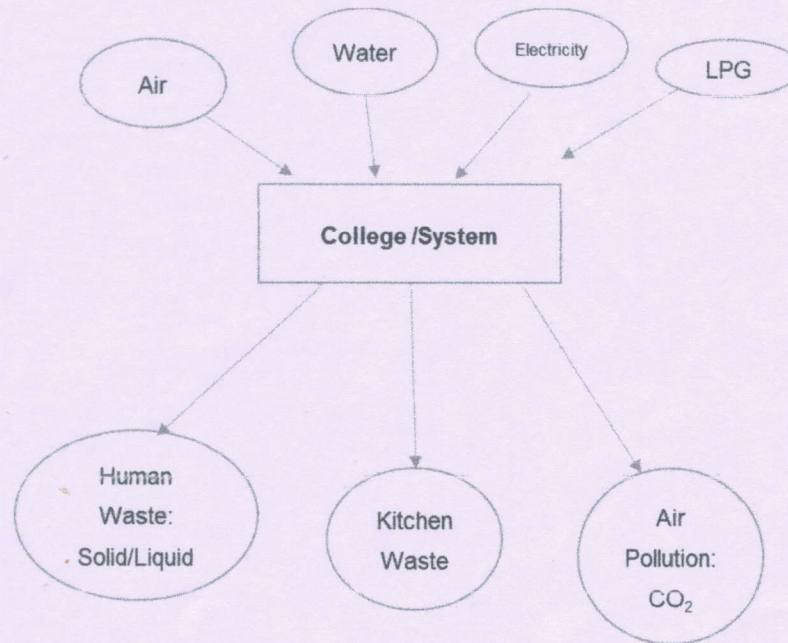 Air
Water
Electricity
LPG
College /System
Human
Waste:
Solid/Liquid
Kitchen
Waste
Air
Pollution:
CO₂